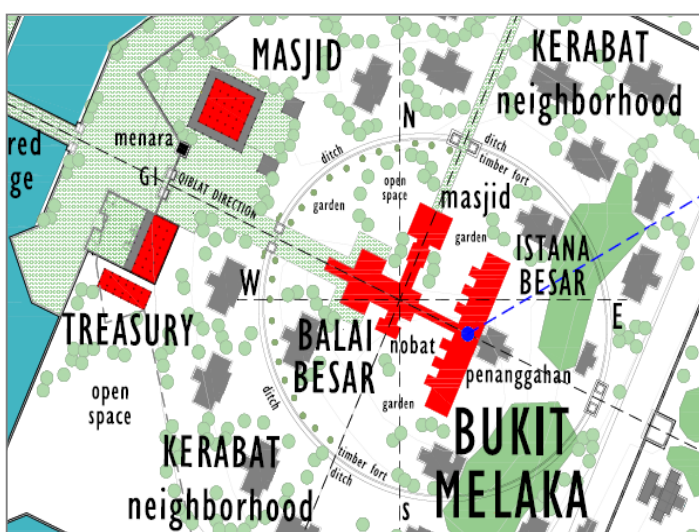 MASJID
KERABAT
neighborhood
red
ge
menara
N
ditch
ditch
timber fort
G1
QIBLAT DIRECTION
open
space
masjid
garden
garden
ISTANA
BESAR
W
E
TREASURY
BALAI
BESAR
nobat
penanggahan
open
space
ditch
garden
BUKIT
MELAKA
KERABAT
neighborhood
timber fort
ditch
S